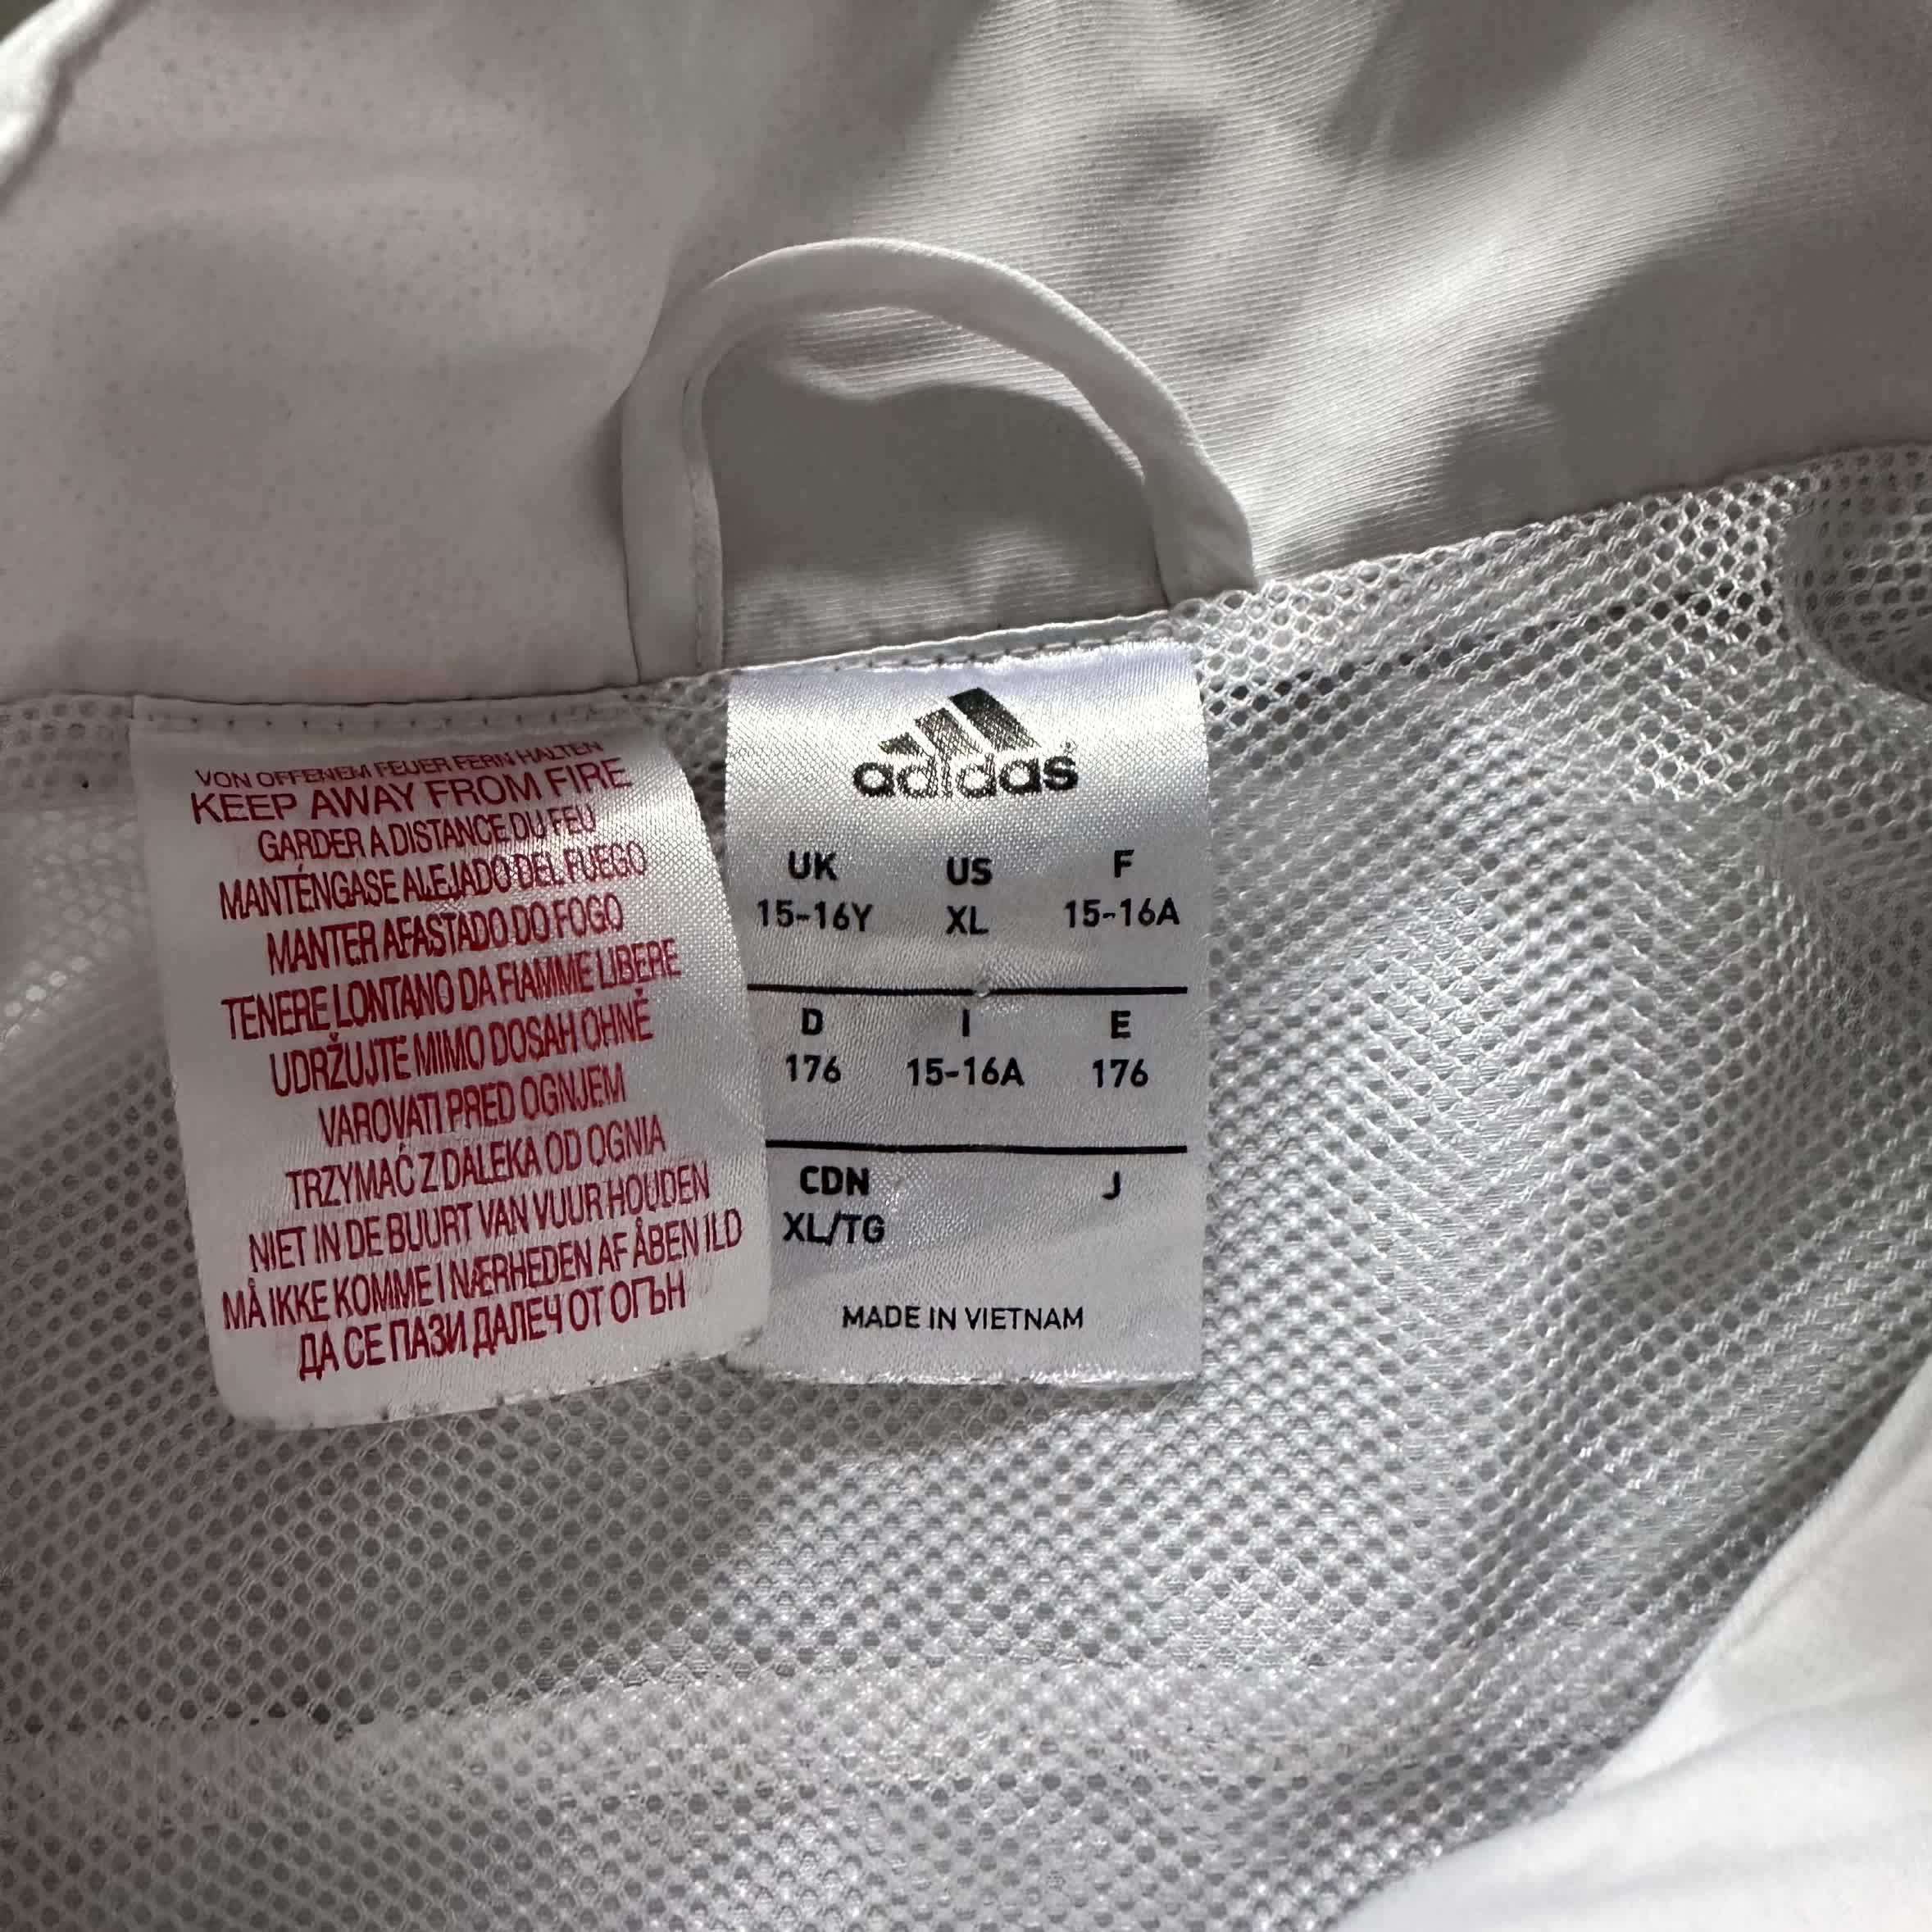 VON OFFENEM FEUER FERN HALTEN
KEEP AWAY FROM FIRE
GARDER A DISTANCE DU FEU
MANTÉNGASE ALEJADO DEL FUEGO
MANTER AFASTADO DO FOGO
TENERE LONTANO DA FIAMME LIBERE
UDRŽUJTE MIMO DOSAH OHNĚ
VAROVATI PRED OGNJEM
TRZYMAĆ Z DALEKA OD OGNIA
NIET IN DE BUURT VAN VUUR HOUDEN
MÅ IKKE KOMME I NÆRHEDEN AF ÅBEN ILD
ДА СЕ ПАЗИ ДАЛЕЧ ОТ ОГЪН
adidas
UK US F
15-16Y XL 15-16A
D I E
176 15-16A 176
CDN J
XL/TG
MADE IN VIETNAM